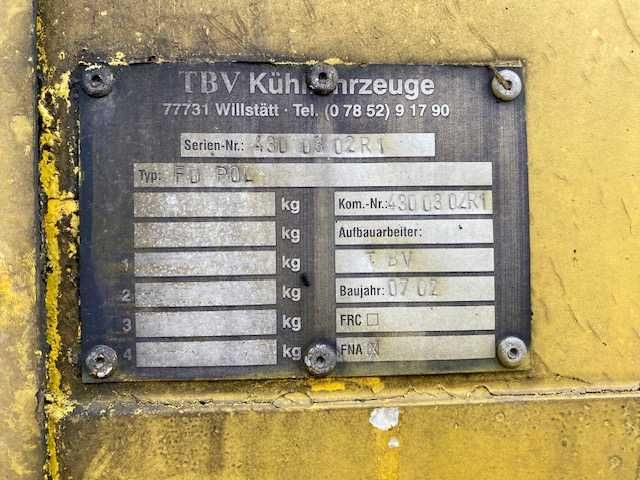 TBV Kühlfahrzeuge
77731 Willstätt · Tel. (0 78 52) 9 17 90
Serien-Nr.: 430 03 02R1
Typ: FD POL
kg Kom.-Nr.: 430 03 02R1
kg Aufbauarbeiter:
1 kg TBV
2 kg Baujahr: 07 02
3 kg FRC ☐
4 kg FNA ☒